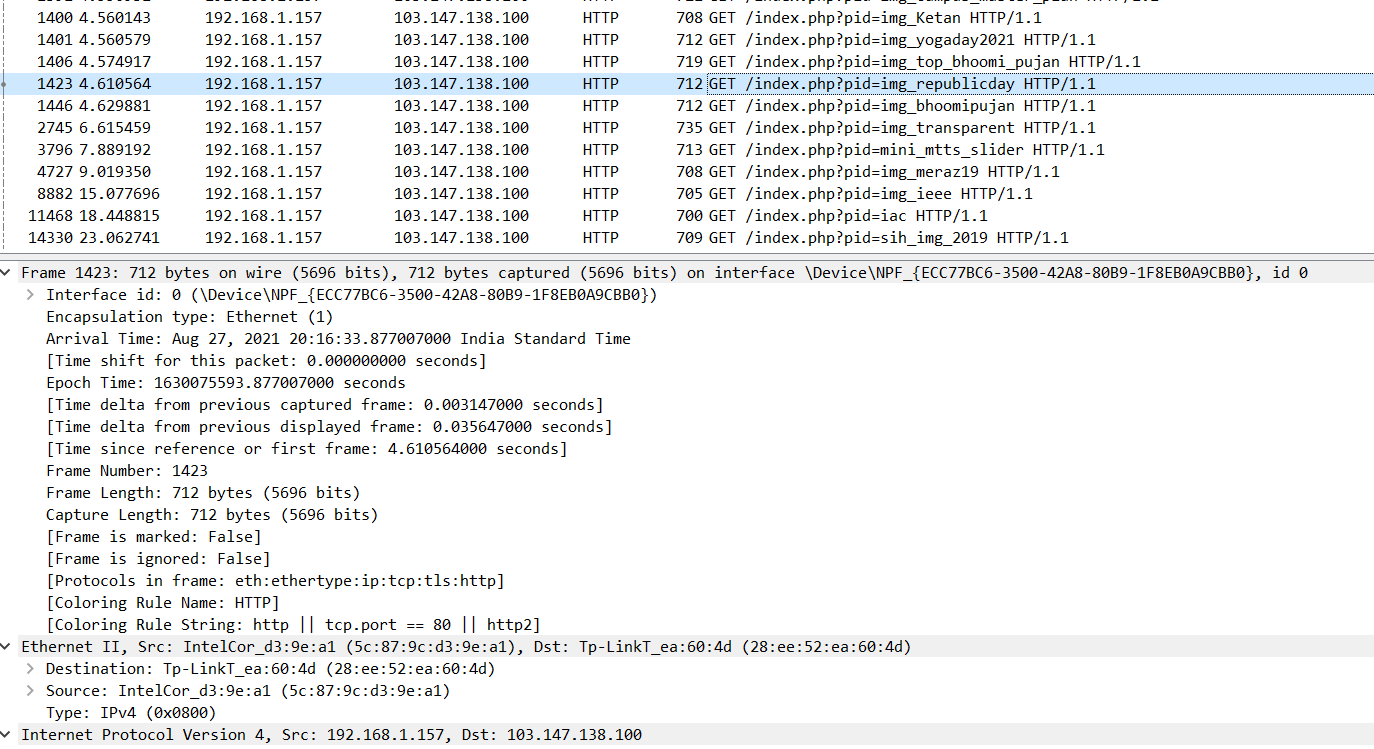 1400 4.560143 192.168.1.157 103.147.138.100 HTTP 708 GET /index.php?pid=img_Ketan HTTP/1.1
1401 4.560579 192.168.1.157 103.147.138.100 HTTP 712 GET /index.php?pid=img_yogaday2021 HTTP/1.1
1406 4.574917 192.168.1.157 103.147.138.100 HTTP 719 GET /index.php?pid=img_top_bhoomi_pujan HTTP/1.1
1423 4.610564 192.168.1.157 103.147.138.100 HTTP 712 GET /index.php?pid=img_republicday HTTP/1.1
1446 4.629881 192.168.1.157 103.147.138.100 HTTP 712 GET /index.php?pid=img_bhoomipujan HTTP/1.1
2745 6.615459 192.168.1.157 103.147.138.100 HTTP 735 GET /index.php?pid=img_transparent HTTP/1.1
3796 7.889192 192.168.1.157 103.147.138.100 HTTP 713 GET /index.php?pid=mini_mtts_slider HTTP/1.1
4727 9.019350 192.168.1.157 103.147.138.100 HTTP 708 GET /index.php?pid=img_meraz19 HTTP/1.1
8882 15.077696 192.168.1.157 103.147.138.100 HTTP 705 GET /index.php?pid=img_ieee HTTP/1.1
11468 18.448815 192.168.1.157 103.147.138.100 HTTP 700 GET /index.php?pid=iac HTTP/1.1
14330 23.062741 192.168.1.157 103.147.138.100 HTTP 709 GET /index.php?pid=sih_img_2019 HTTP/1.1
Frame 1423: 712 bytes on wire (5696 bits), 712 bytes captured (5696 bits) on interface \Device\NPF_{ECC77BC6-3500-42A8-80B9-1F8EB0A9CBB0}, id 0
Interface id: 0 (\Device\NPF_{ECC77BC6-3500-42A8-80B9-1F8EB0A9CBB0})
Encapsulation type: Ethernet (1)
Arrival Time: Aug 27, 2021 20:16:33.877007000 India Standard Time
[Time shift for this packet: 0.000000000 seconds]
Epoch Time: 1630075593.877007000 seconds
[Time delta from previous captured frame: 0.003147000 seconds]
[Time delta from previous displayed frame: 0.035647000 seconds]
[Time since reference or first frame: 4.610564000 seconds]
Frame Number: 1423
Frame Length: 712 bytes (5696 bits)
Capture Length: 712 bytes (5696 bits)
[Frame is marked: False]
[Frame is ignored: False]
[Protocols in frame: eth:ethertype:ip:tcp:tls:http]
[Coloring Rule Name: HTTP]
[Coloring Rule String: http || tcp.port == 80 || http2]
Ethernet II, Src: IntelCor_d3:9e:a1 (5c:87:9c:d3:9e:a1), Dst: Tp-LinkT_ea:60:4d (28:ee:52:ea:60:4d)
Destination: Tp-LinkT_ea:60:4d (28:ee:52:ea:60:4d)
Source: IntelCor_d3:9e:a1 (5c:87:9c:d3:9e:a1)
Type: IPv4 (0x0800)
Internet Protocol Version 4, Src: 192.168.1.157, Dst: 103.147.138.100